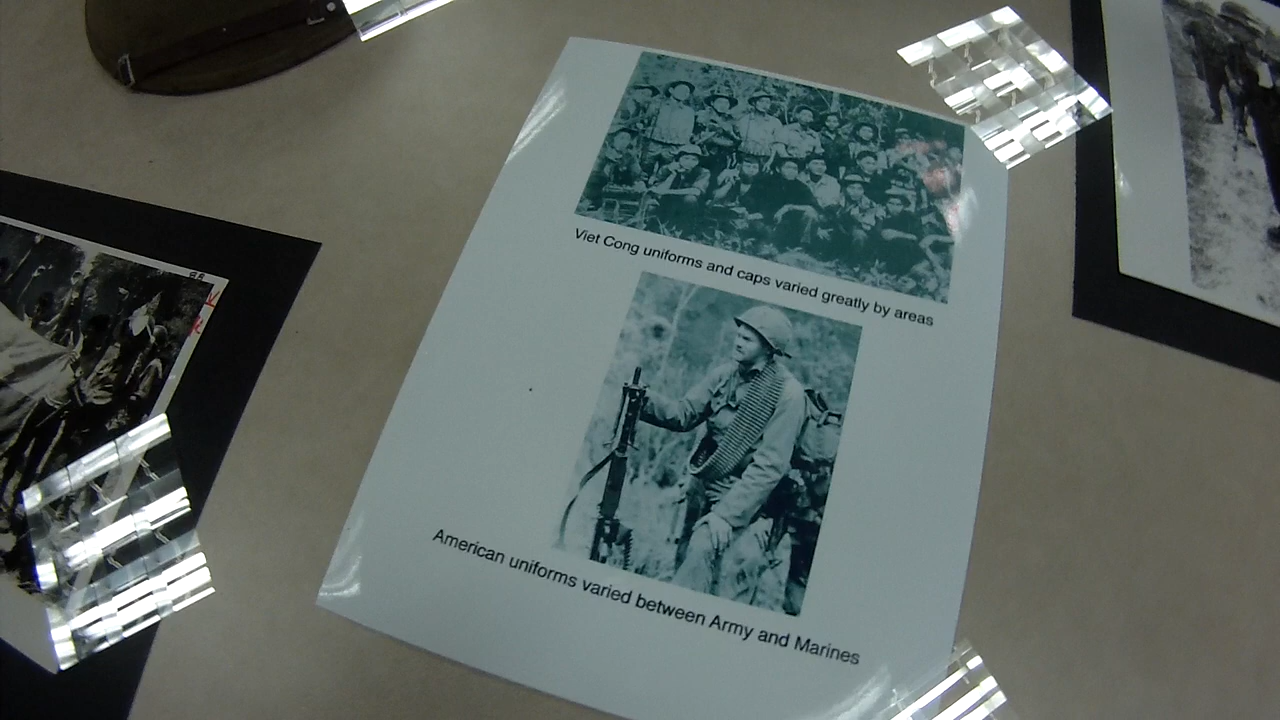 Viet Cong uniforms and caps varied greatly by areas
American uniforms varied between Army and Marines